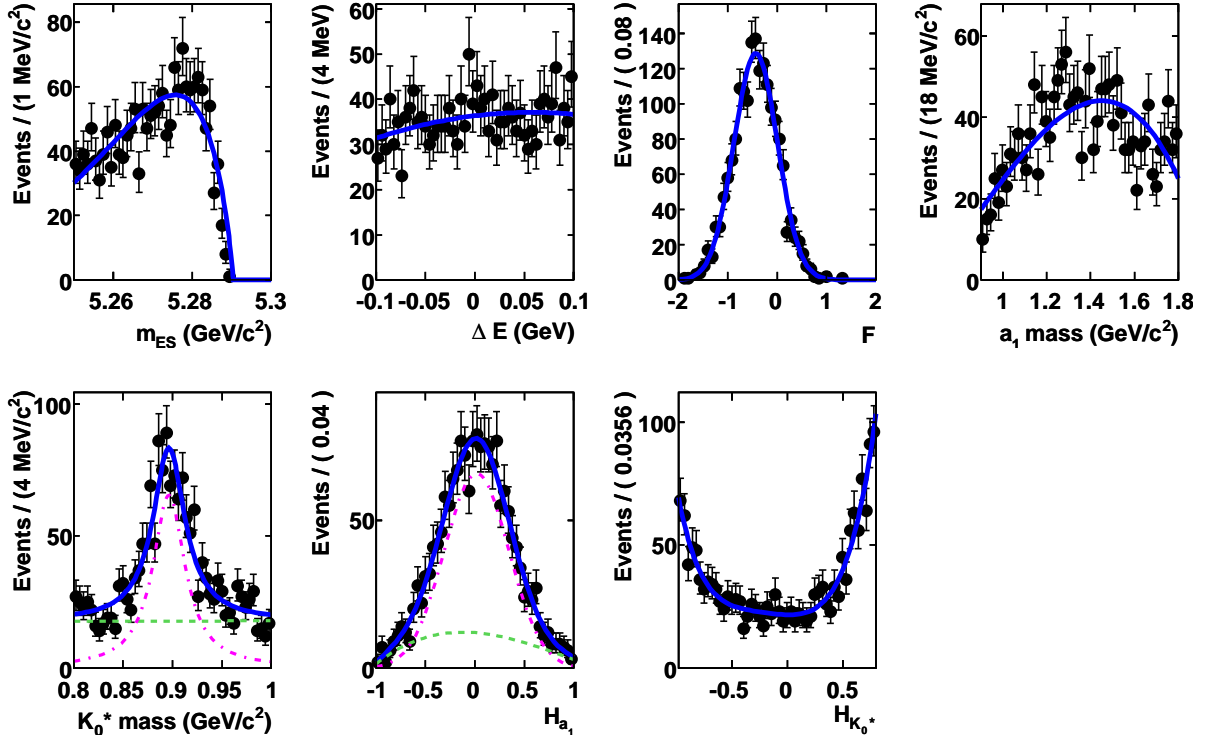 Events / (1 MeV/c²)
80
60
40
20
0
5.26 5.28 5.3
m_ES (GeV/c²)
Events / (4 MeV)
60
50
40
30
20
10
0
-0.1 -0.05 0 0.05 0.1
Δ E (GeV)
Events / ( 0.08 )
140
120
100
80
60
40
20
0
-2 -1 0 1 2
F
Events / (18 MeV/c²)
60
40
20
0
1 1.2 1.4 1.6 1.8
a₁ mass (GeV/c²)
Events / (4 MeV/c²)
100
50
0
0.8 0.85 0.9 0.95 1
K₀* mass (GeV/c²)
Events / ( 0.04 )
50
0
-1 -0.5 0 0.5 1
H_a₁
Events / ( 0.0356 )
100
50
0
-0.5 0 0.5
H_K₀*